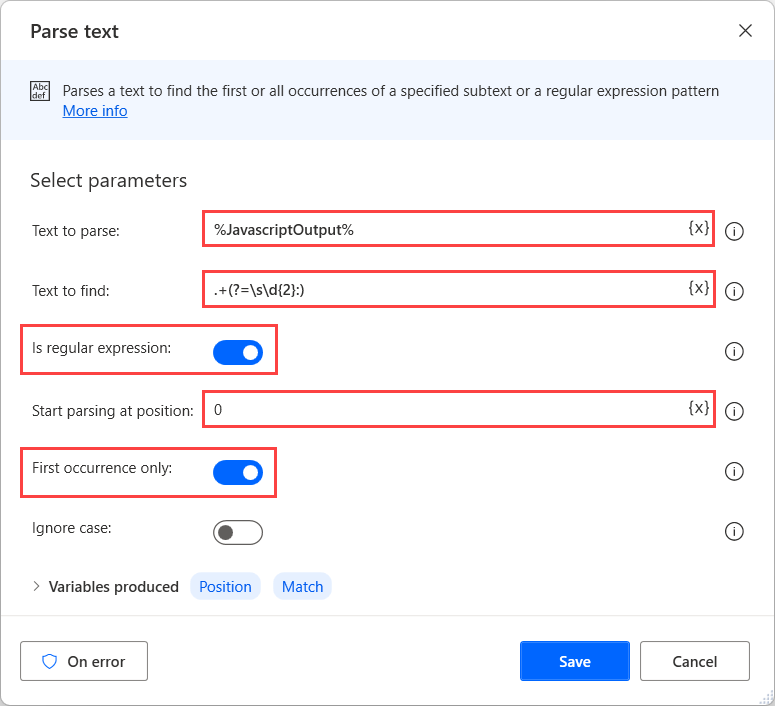 Parse text
Abc
def
Parses a text to find the first or all occurrences of a specified subtext or a regular expression pattern
More info
Select parameters
Text to parse: %JavascriptOutput% {x}
Text to find: .+(?=\s\d{2}:) {x}
Is regular expression:
Start parsing at position: 0 {x}
First occurrence only:
Ignore case:
Variables produced Position Match
On error Save Cancel